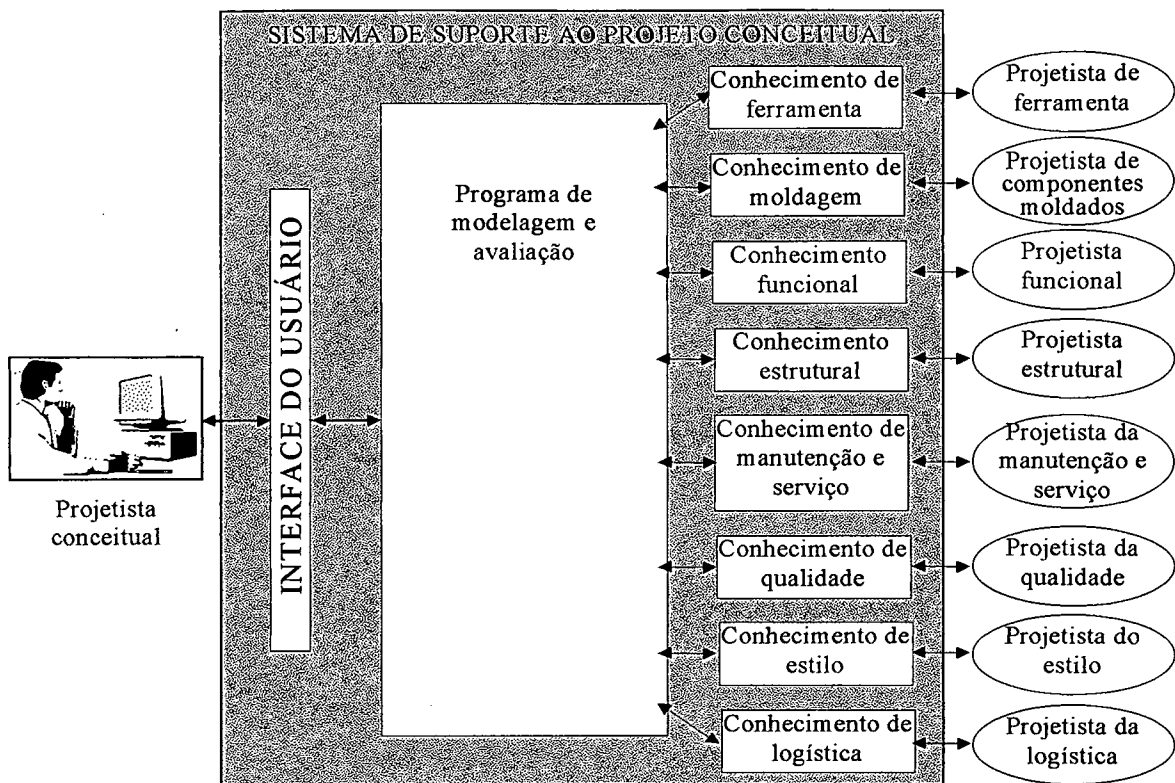 SISTEMA DE SUPORTE AO PROJETO CONCEITUAL
Projetista
conceitual
INTERFACE DO USUÁRIO
Programa de
modelagem e
avaliação
Conhecimento de
ferramenta
Projetista de
ferramenta
Conhecimento de
moldagem
Projetista de
componentes
moldados
Conhecimento
funcional
Projetista
funcional
Conhecimento
estrutural
Projetista
estrutural
Conhecimento de
manutenção e
serviço
Projetista da
manutenção e
serviço
Conhecimento de
qualidade
Projetista da
qualidade
Conhecimento de
estilo
Projetista do
estilo
Conhecimento de
logística
Projetista da
logística